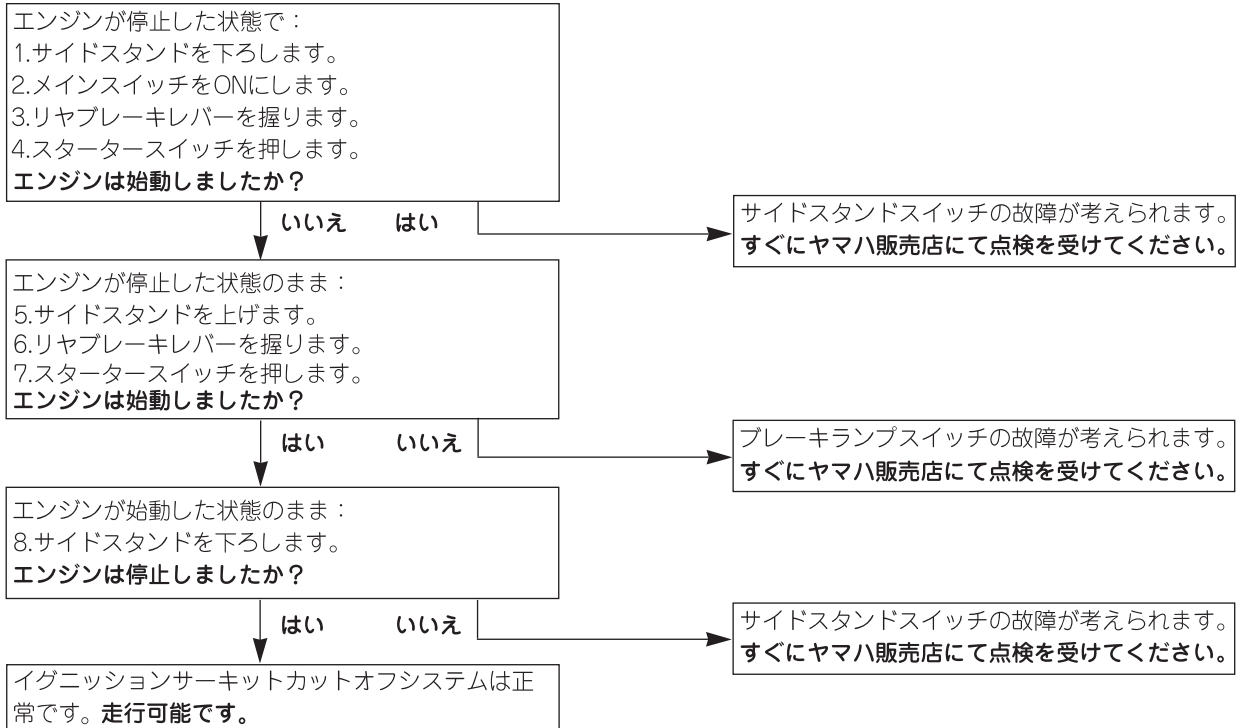 エンジンが停止した状態で：
1.サイドスタンドを下ろします。
2.メインスイッチをONにします。
3.リヤブレーキレバーを握ります。
4.スタータースイッチを押します。
エンジンは始動しましたか？
いいえ はい
サイドスタンドスイッチの故障が考えられます。
すぐにヤマハ販売店にて点検を受けてください。
エンジンが停止した状態のまま：
5.サイドスタンドを上げます。
6.リヤブレーキレバーを握ります。
7.スタータースイッチを押します。
エンジンは始動しましたか？
はい いいえ
ブレーキランプスイッチの故障が考えられます。
すぐにヤマハ販売店にて点検を受けてください。
エンジンが始動した状態のまま：
8.サイドスタンドを下ろします。
エンジンは停止しましたか？
はい いいえ
サイドスタンドスイッチの故障が考えられます。
すぐにヤマハ販売店にて点検を受けてください。
イグニッションサーキットカットオフシステムは正
常です。走行可能です。